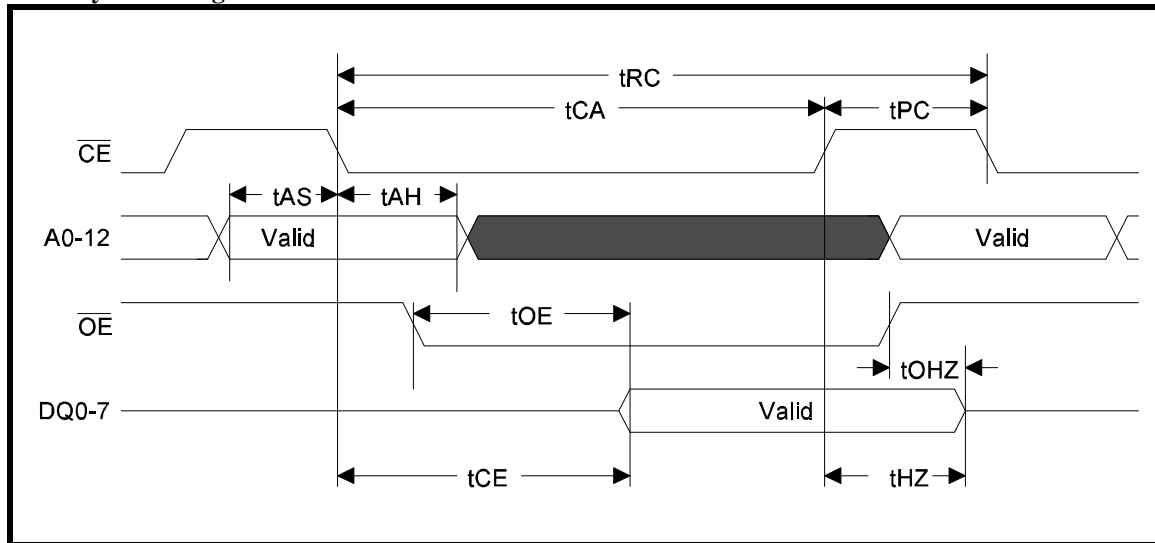 tRC
tCA
tPC
CE
tAS
tAH
A0-12
Valid
Valid
OE
tOE
tOHZ
DQ0-7
Valid
tCE
tHZ